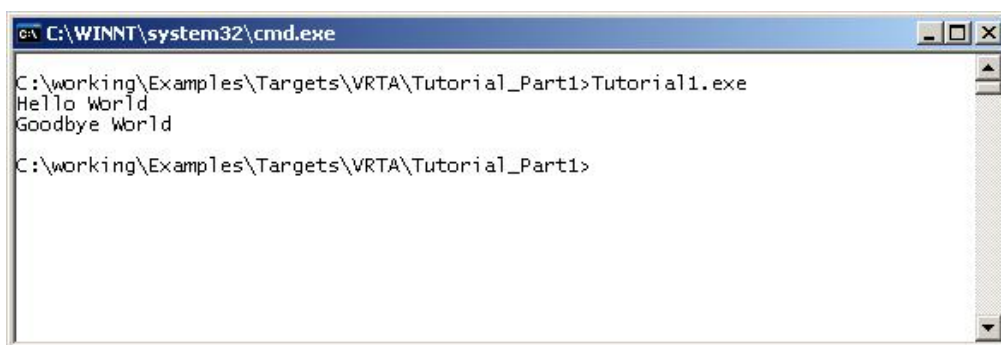 C:\WINNT\system32\cmd.exe
C:\working\Examples\Targets\VRTA\Tutorial_Part1>Tutorial1.exe
Hello World
Goodbye World
C:\working\Examples\Targets\VRTA\Tutorial_Part1>